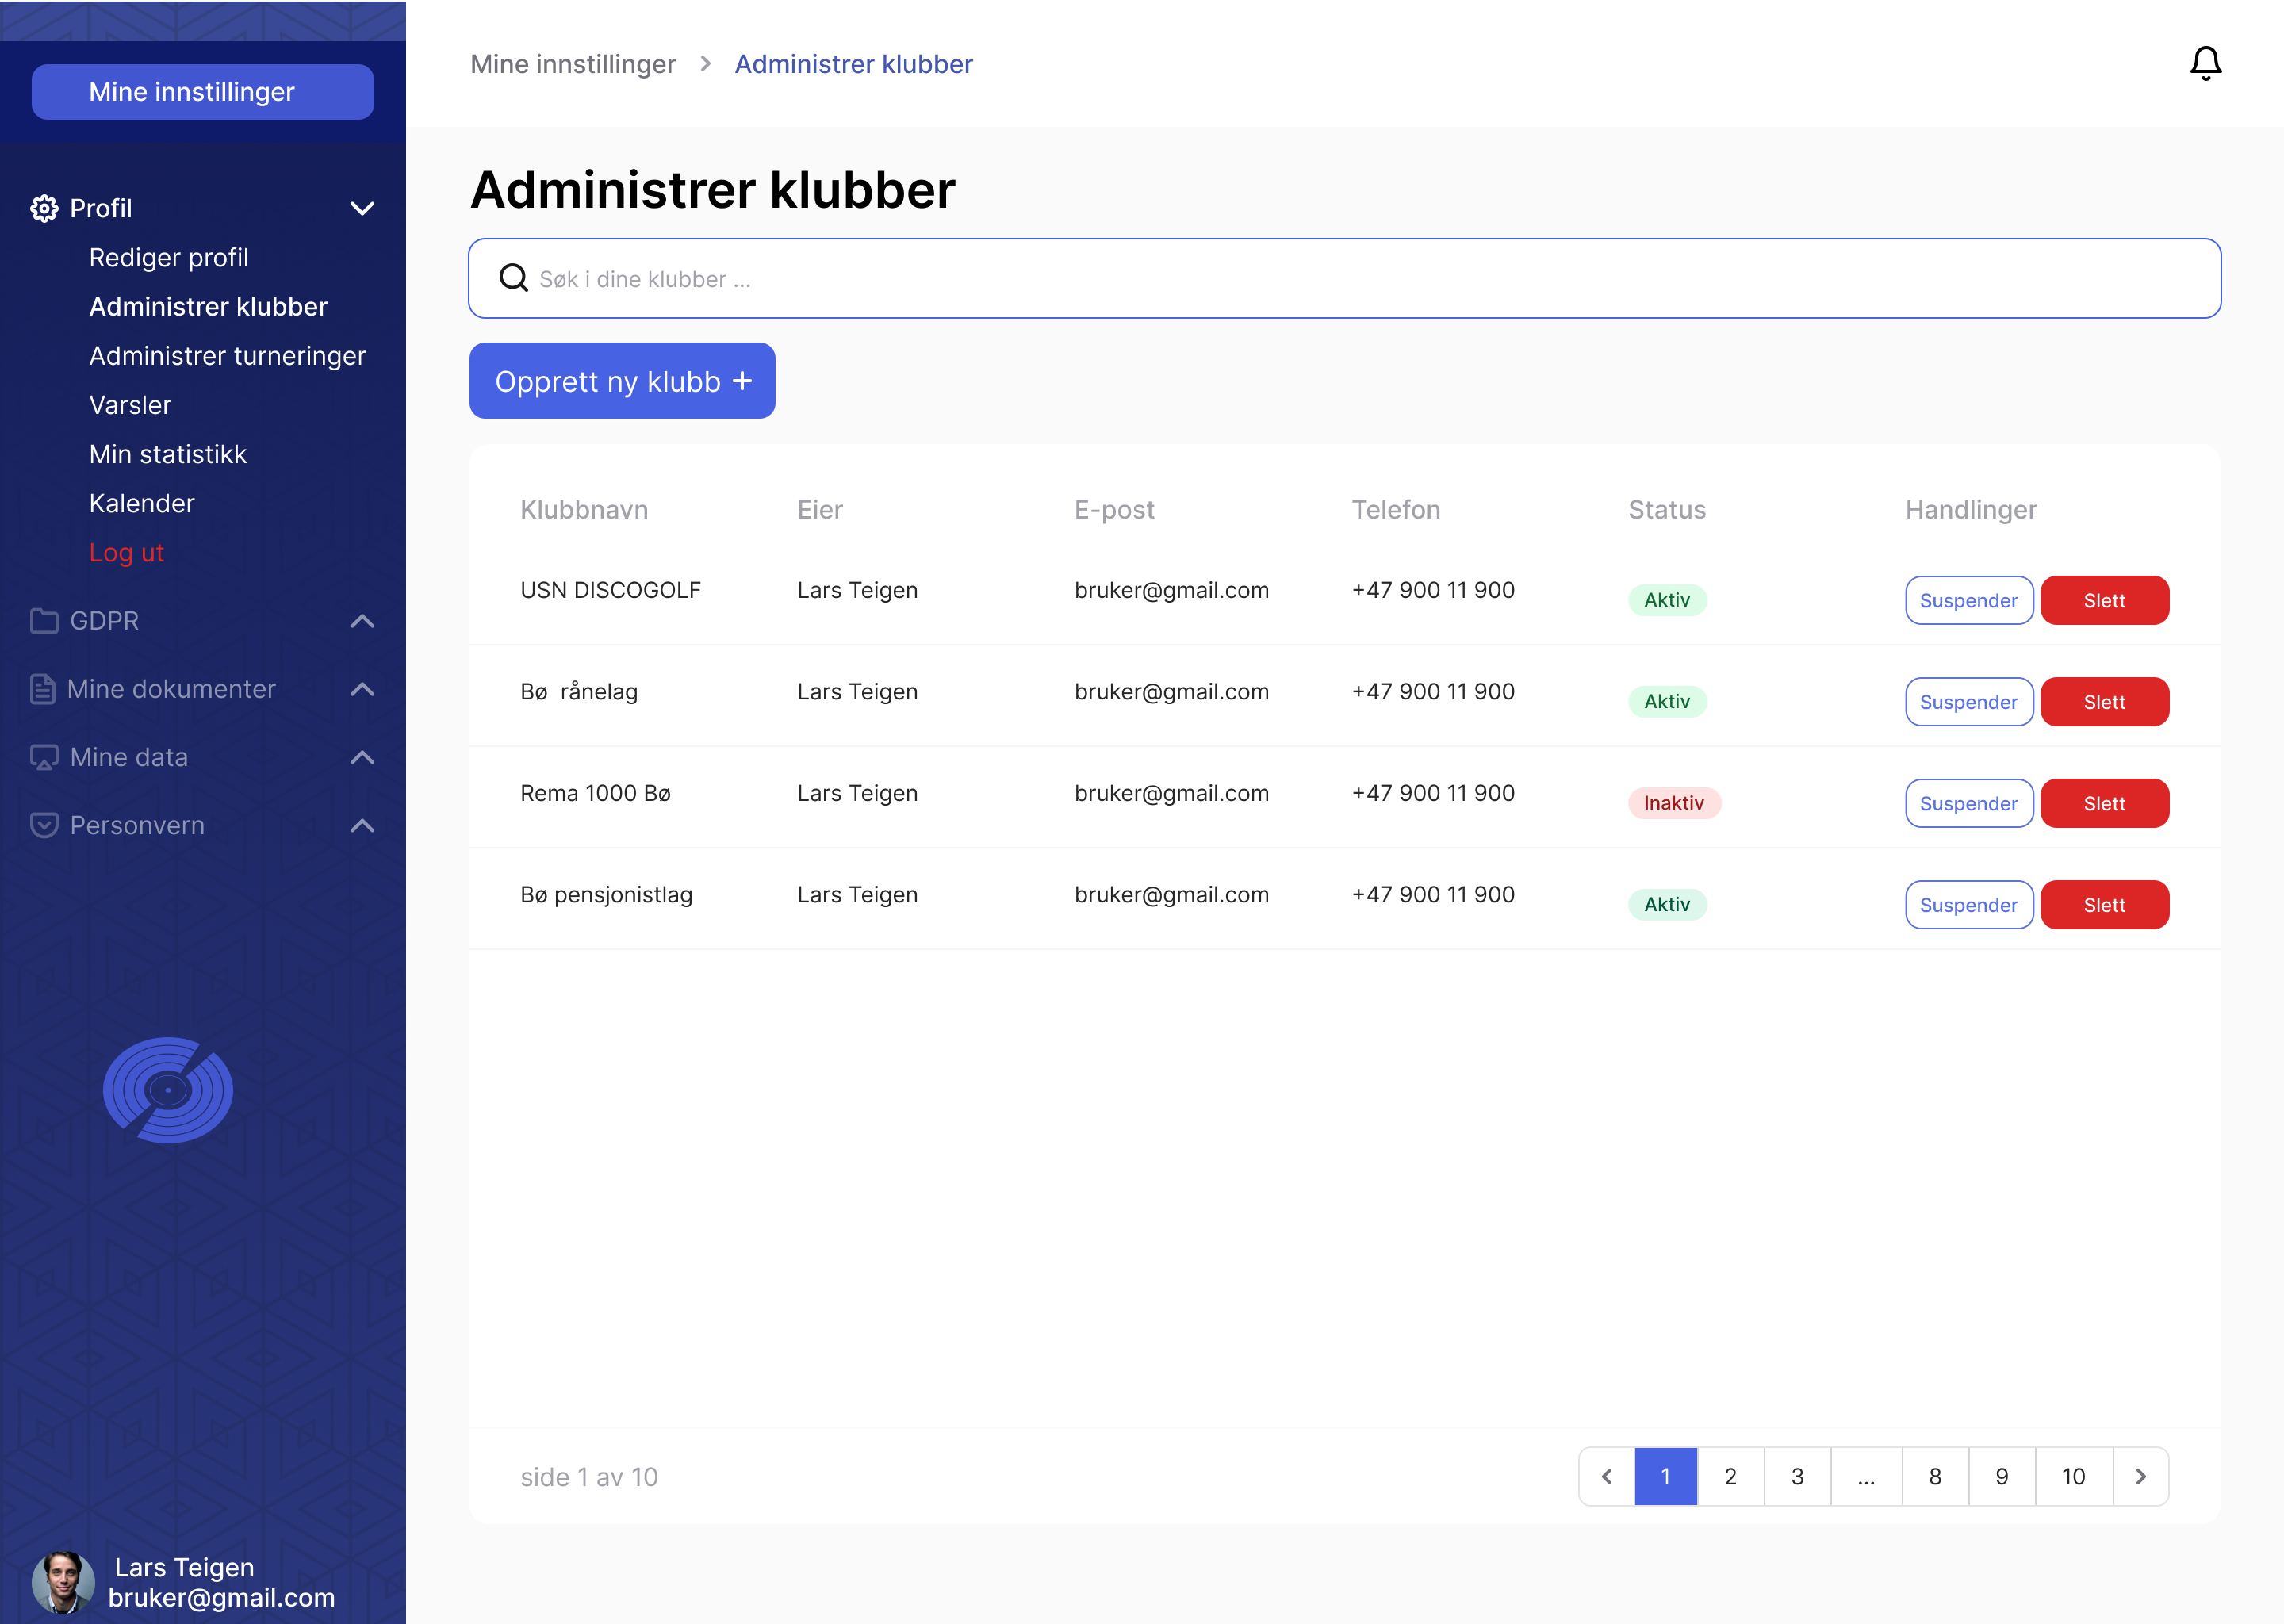 Mine innstillinger
Profil
Rediger profil
Administrer klubber
Administrer turneringer
Varsler
Min statistikk
Kalender
Log ut
GDPR
Mine dokumenter
Mine data
Personvern
Lars Teigen
bruker@gmail.com
Mine innstillinger > Administrer klubber
Administrer klubber
Søk i dine klubber ...
Opprett ny klubb +
Klubbnavn Eier E-post Telefon Status Handlinger
USN DISCOGOLF Lars Teigen bruker@gmail.com +47 900 11 900 Aktiv Suspender Slett
Bø  rånelag Lars Teigen bruker@gmail.com +47 900 11 900 Aktiv Suspender Slett
Rema 1000 Bø Lars Teigen bruker@gmail.com +47 900 11 900 Inaktiv Suspender Slett
Bø pensjonistlag Lars Teigen bruker@gmail.com +47 900 11 900 Aktiv Suspender Slett
side 1 av 10 < 1 2 3 ... 8 9 10 >